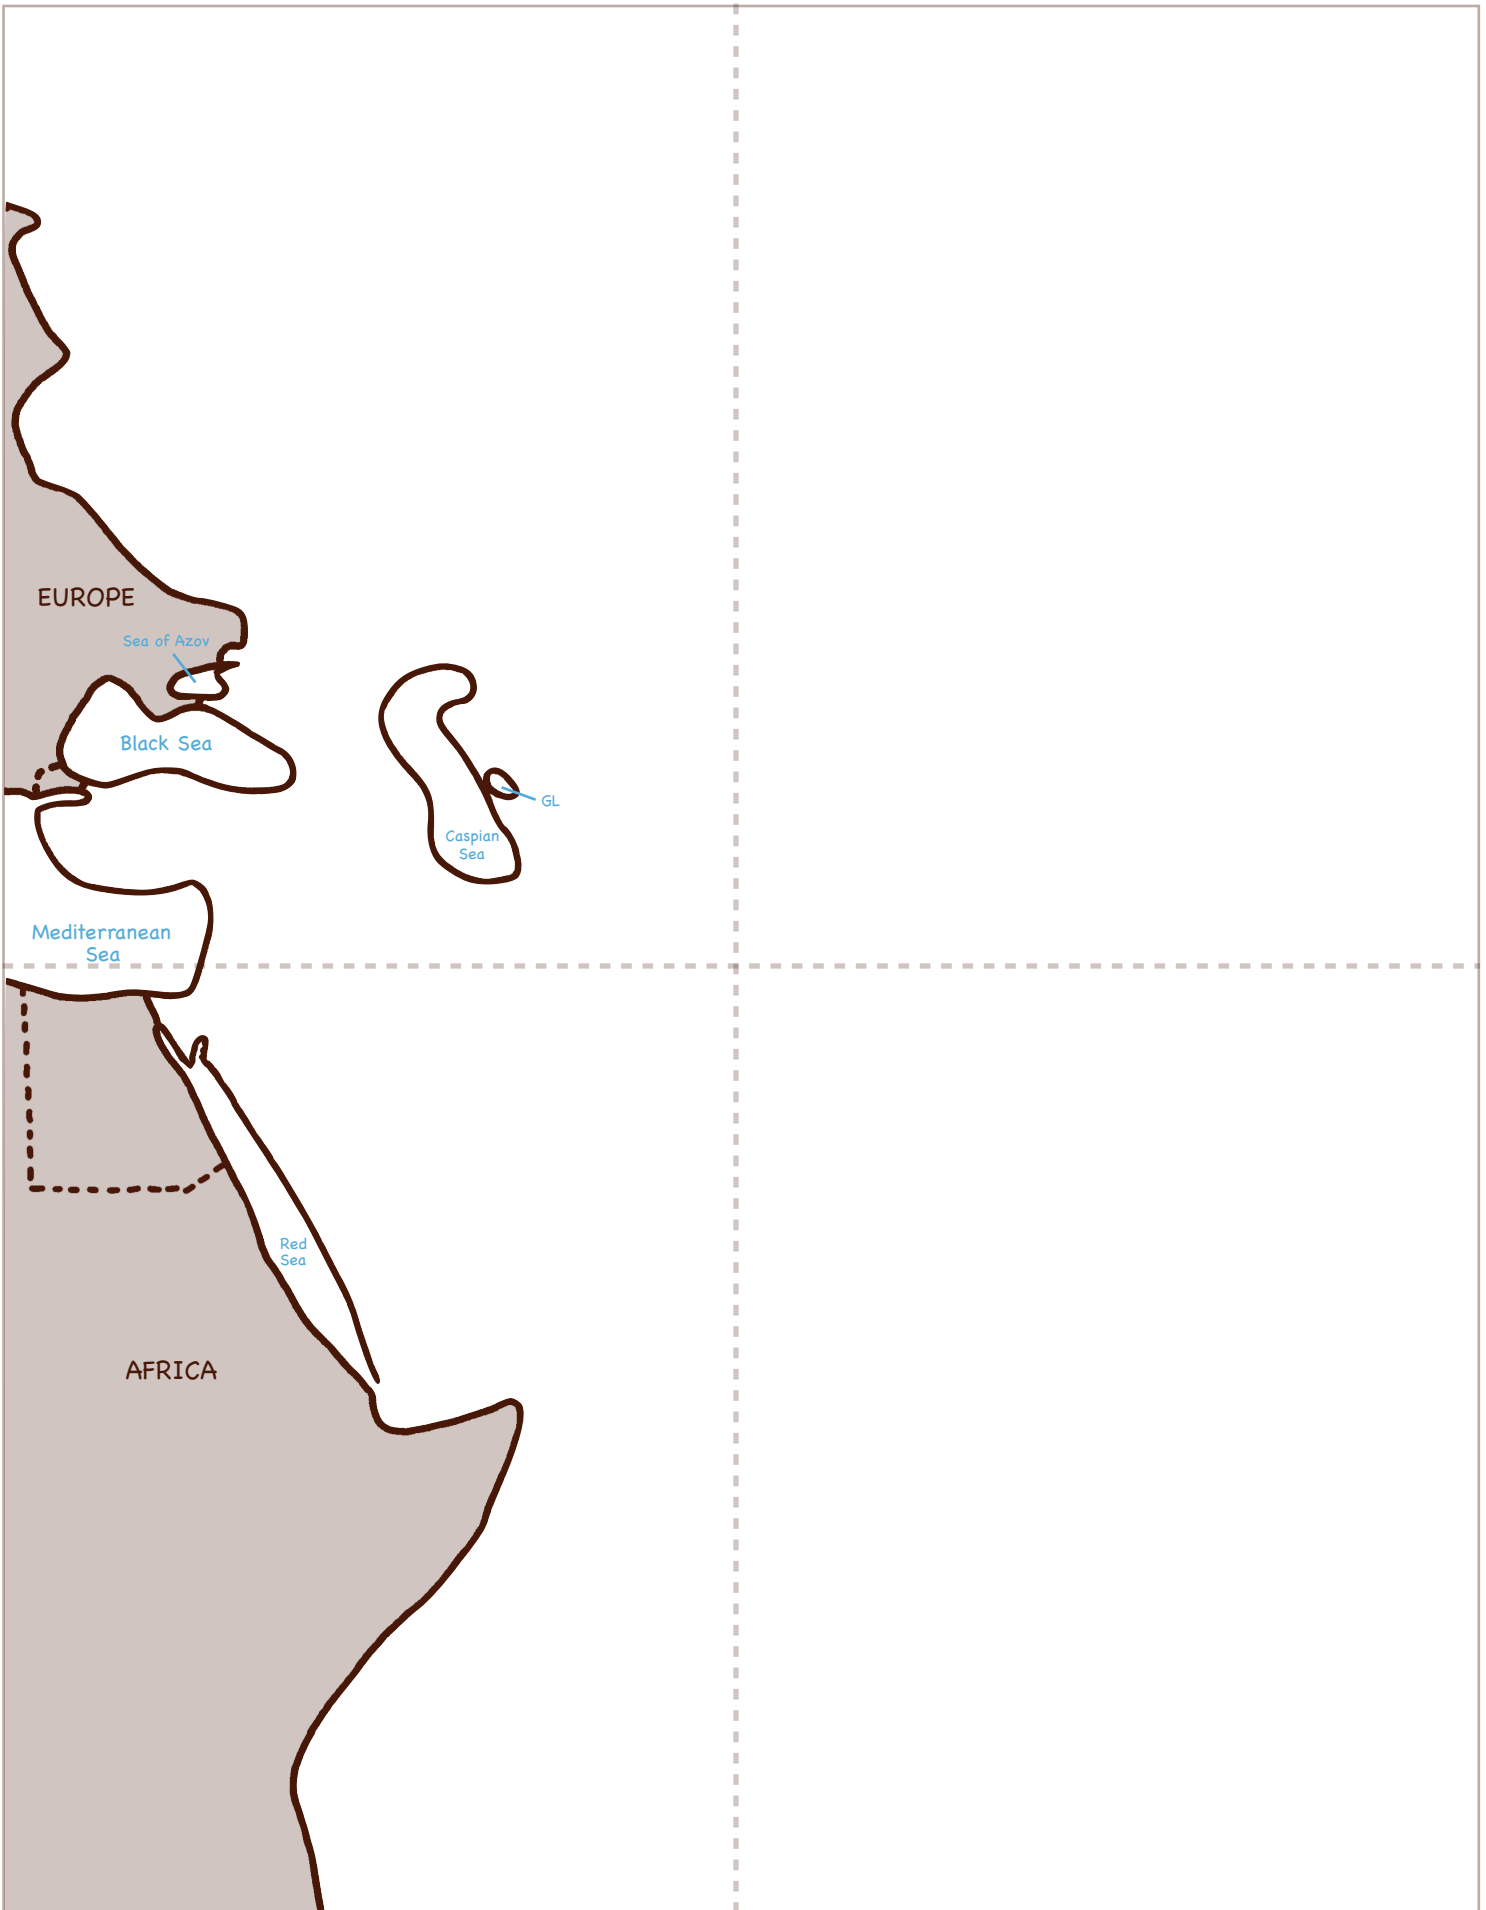 EUROPE
Sea of Azov
Black Sea
GL
Caspian
Sea
Mediterranean
Sea
Red
Sea
AFRICA